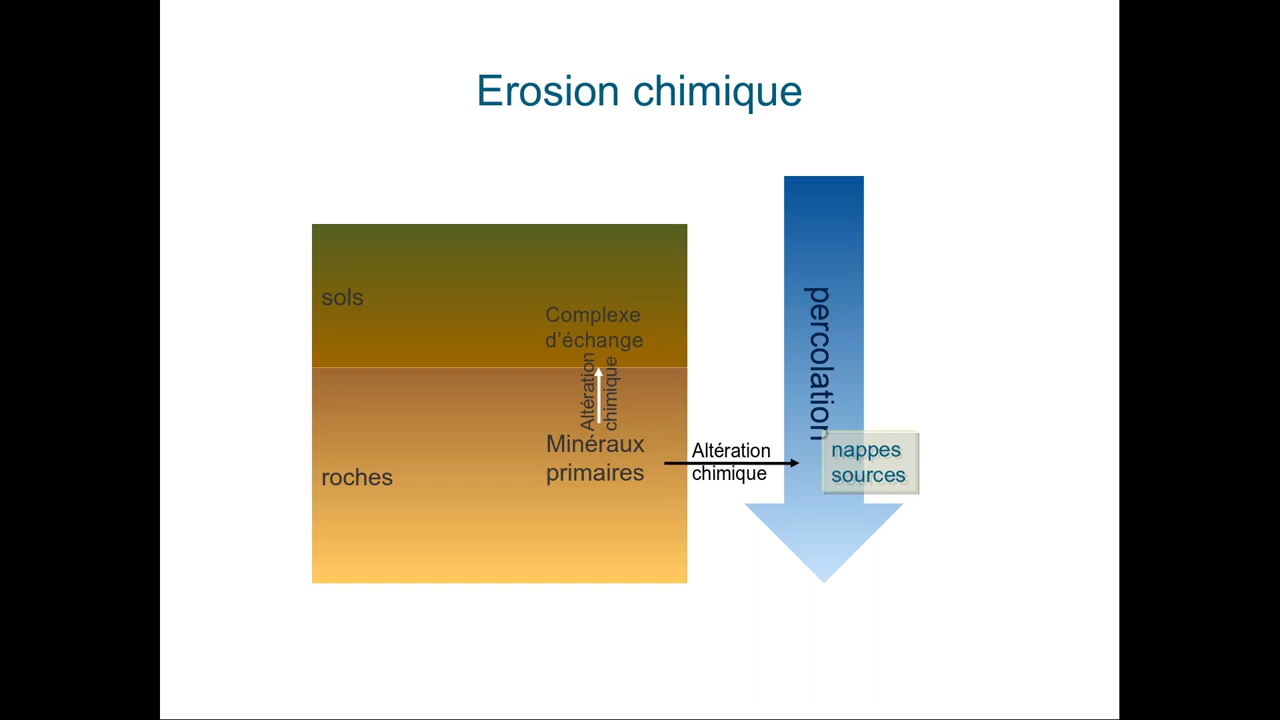 Erosion chimique
sols
Complexe
d’échange
Altération
chimique
Minéraux
primaires
roches
Altération
chimique
percolation
nappes
sources